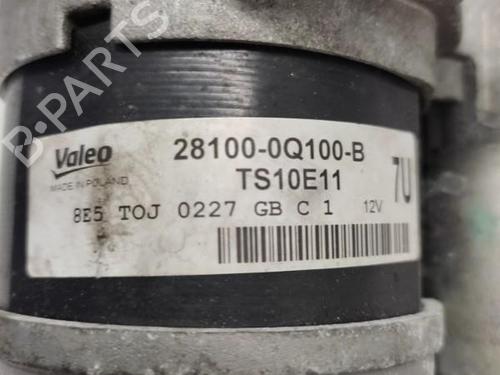 B-PARTS
Valeo
MADE IN POLAND
28100-0Q100-B
TS10E11
7U
8E5 TOJ 0227 GB C 1 12V